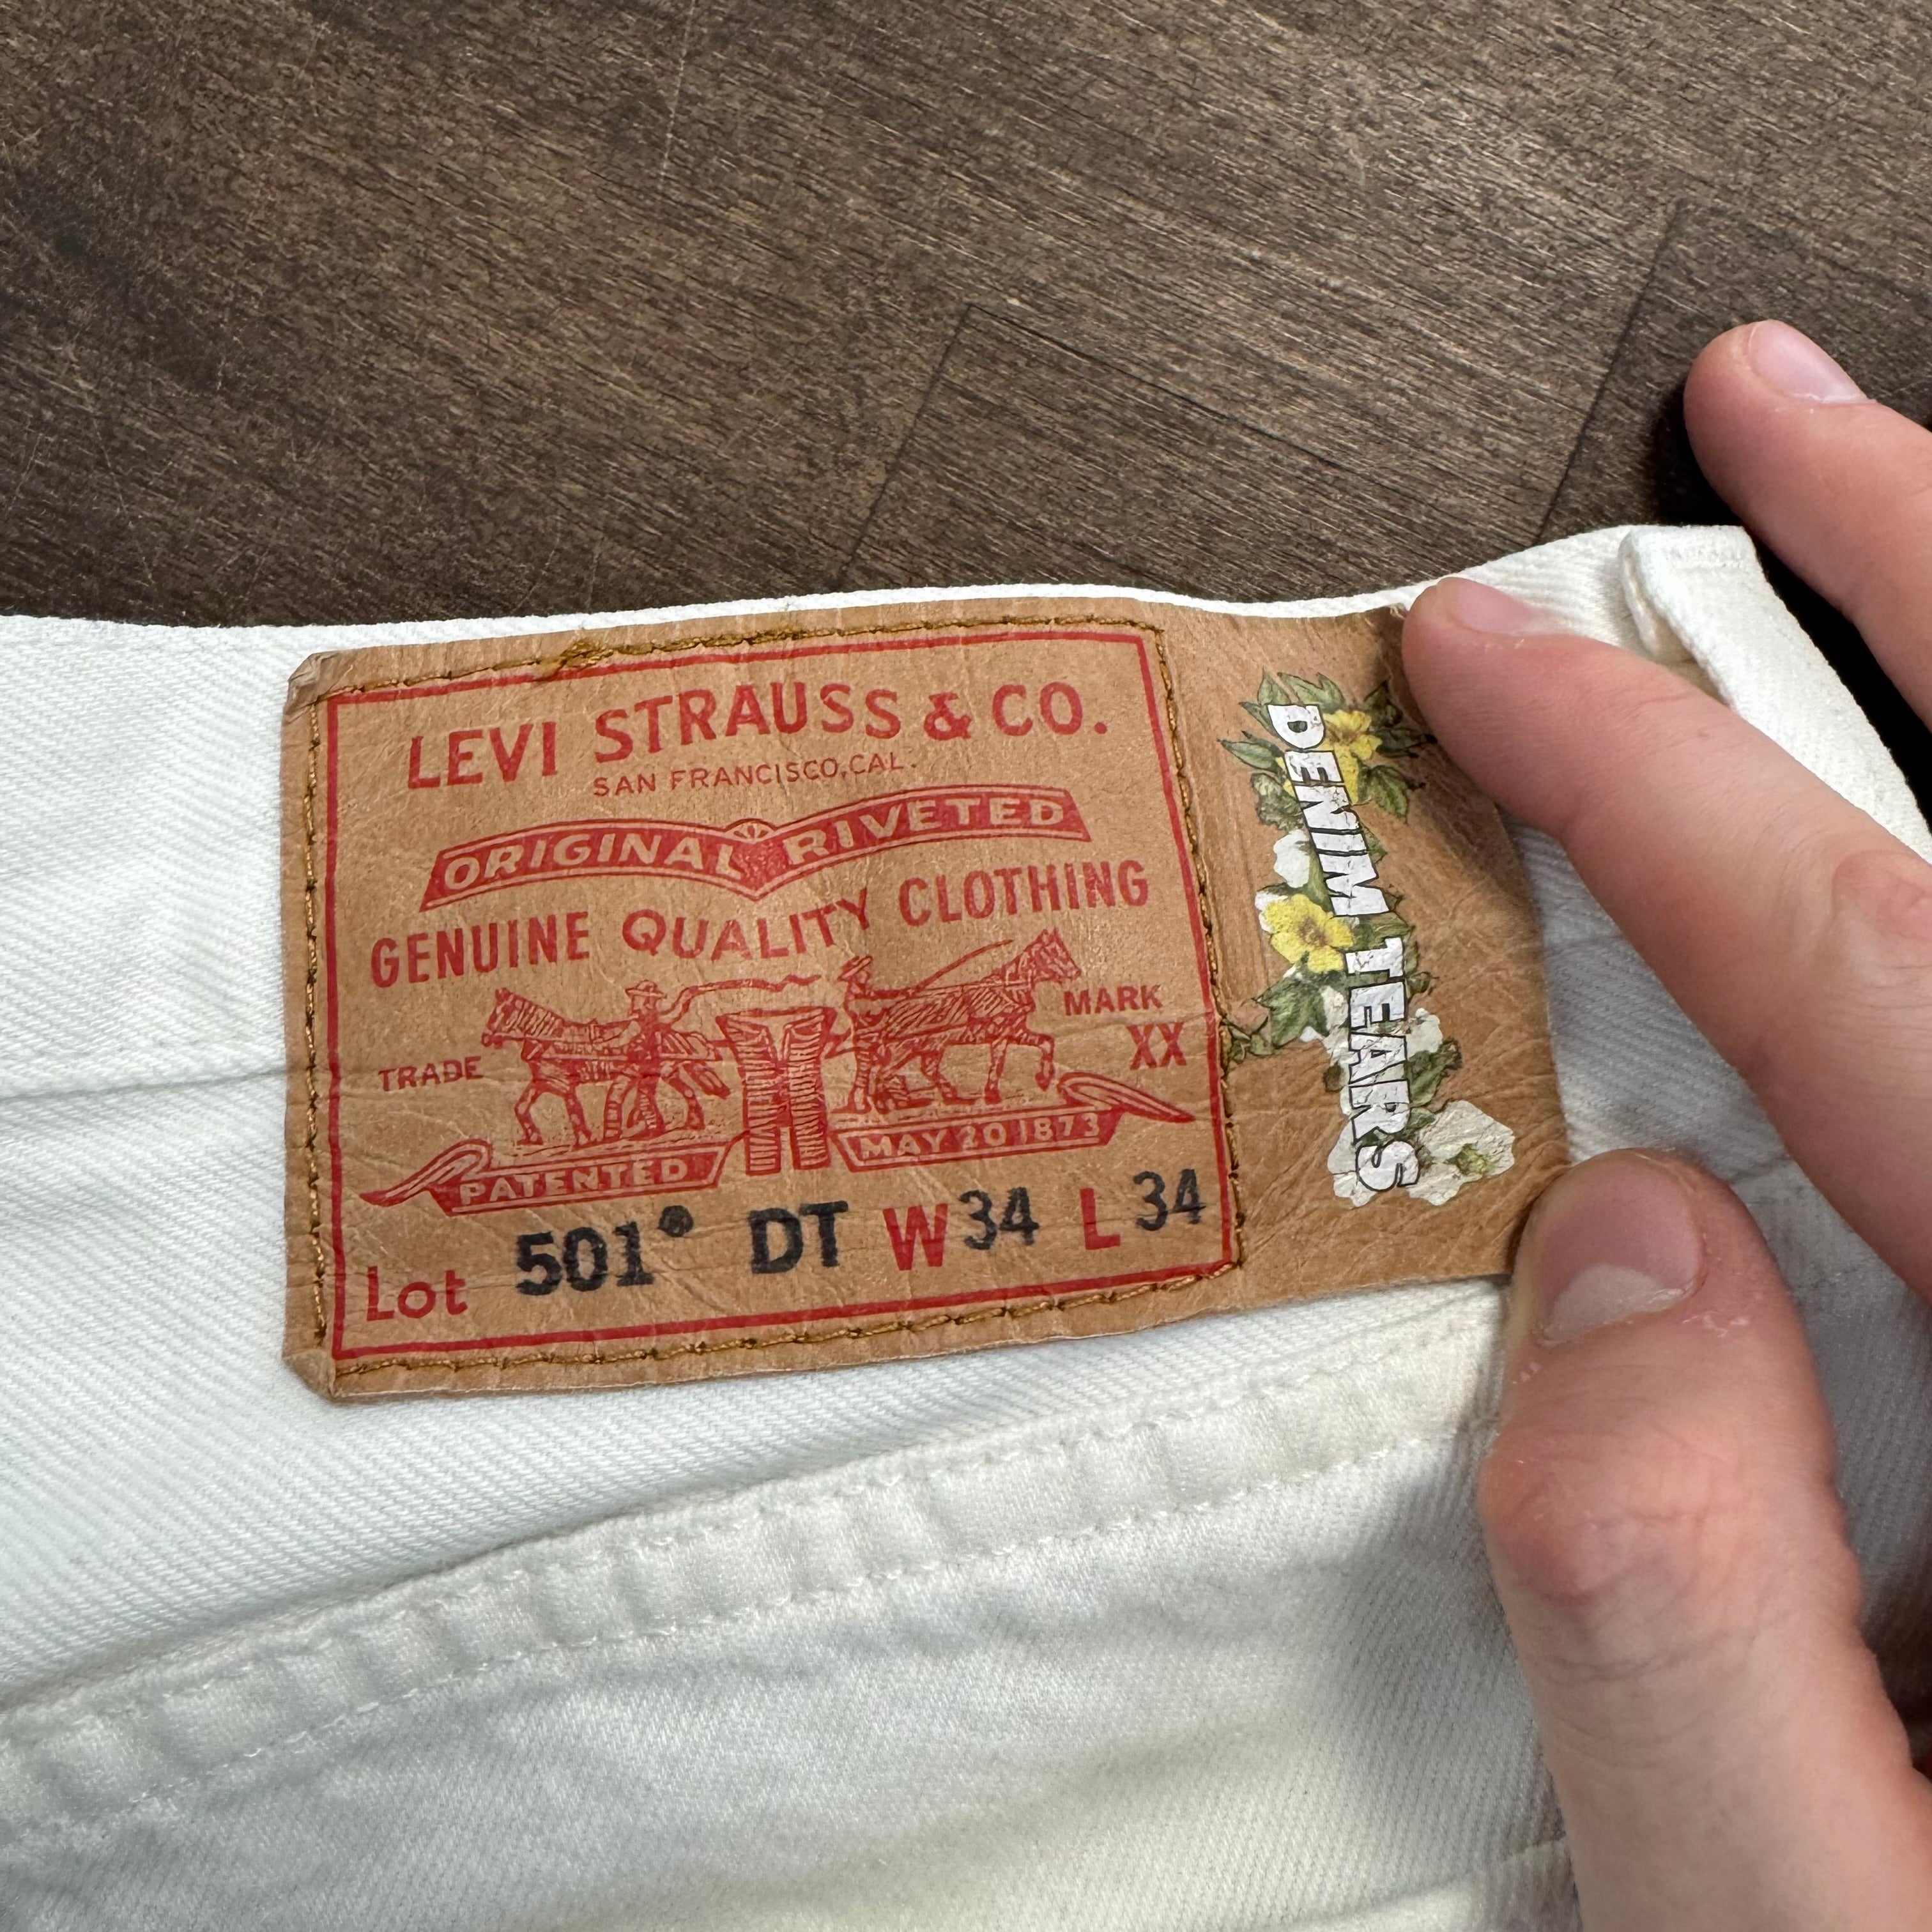 LEVI STRAUSS & CO.
SAN FRANCISCO, CAL.
ORIGINAL RIVETED
GENUINE QUALITY CLOTHING
TRADE MARK
XX
PATENTED MAY 20 1873
Lot 501® DT W34 L34
DENIM TEARS